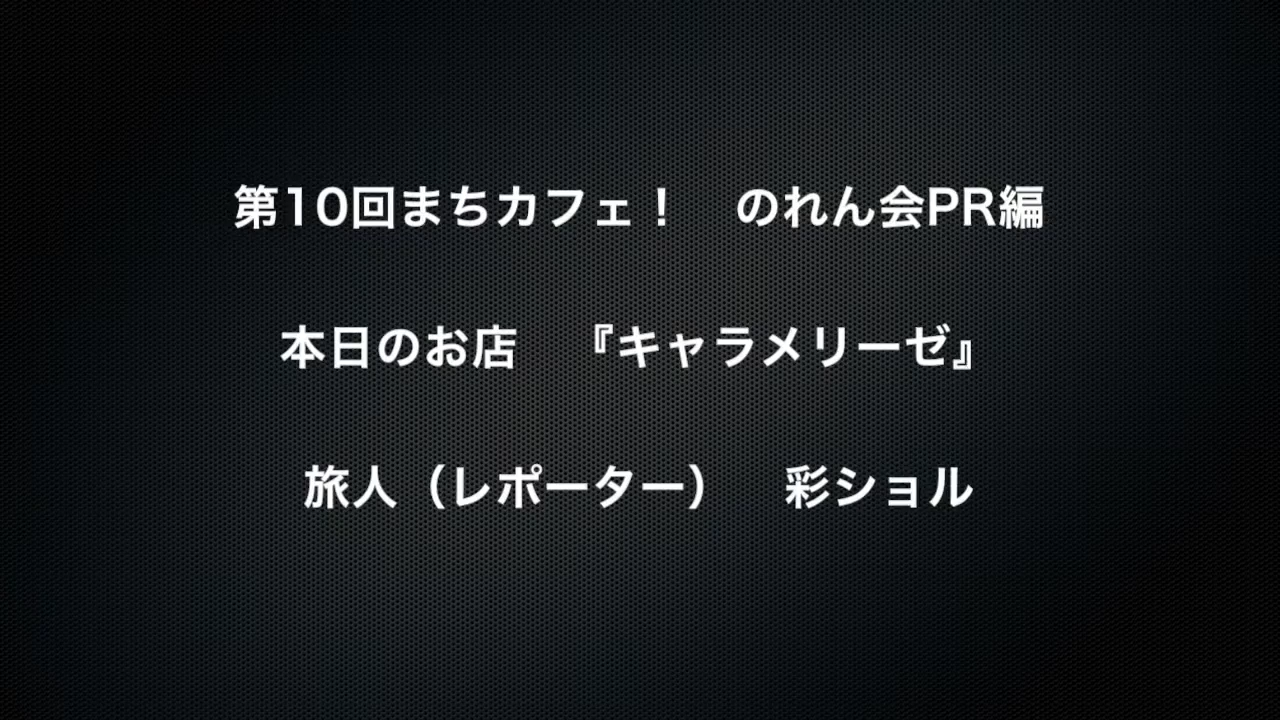 第10回まちカフェ！　のれん会PR編
本日のお店　『キャラメリーゼ』
旅人（レポーター）　彩ショル